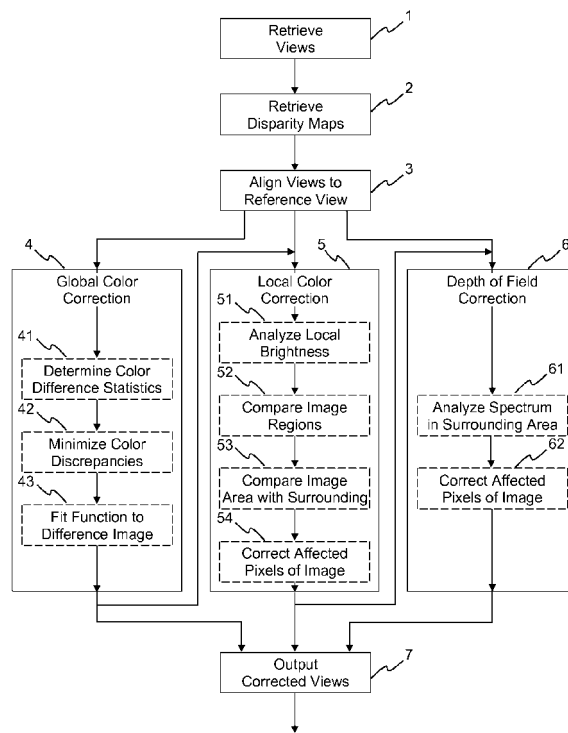 1
Retrieve
Views
2
Retrieve
Disparity Maps
3
Align Views to
Reference View
4
Global Color
Correction
41
Determine Color
Difference Statistics
42
Minimize Color
Discrepancies
43
Fit Function to
Difference Image
5
Local Color
Correction
51
Analyze Local
Brightness
52
Compare Image
Regions
53
Compare Image
Area with Surrounding
54
Correct Affected
Pixels of Image
6
Depth of Field
Correction
61
Analyze Spectrum
in Surrounding Area
62
Correct Affected
Pixels of Image
7
Output
Corrected Views